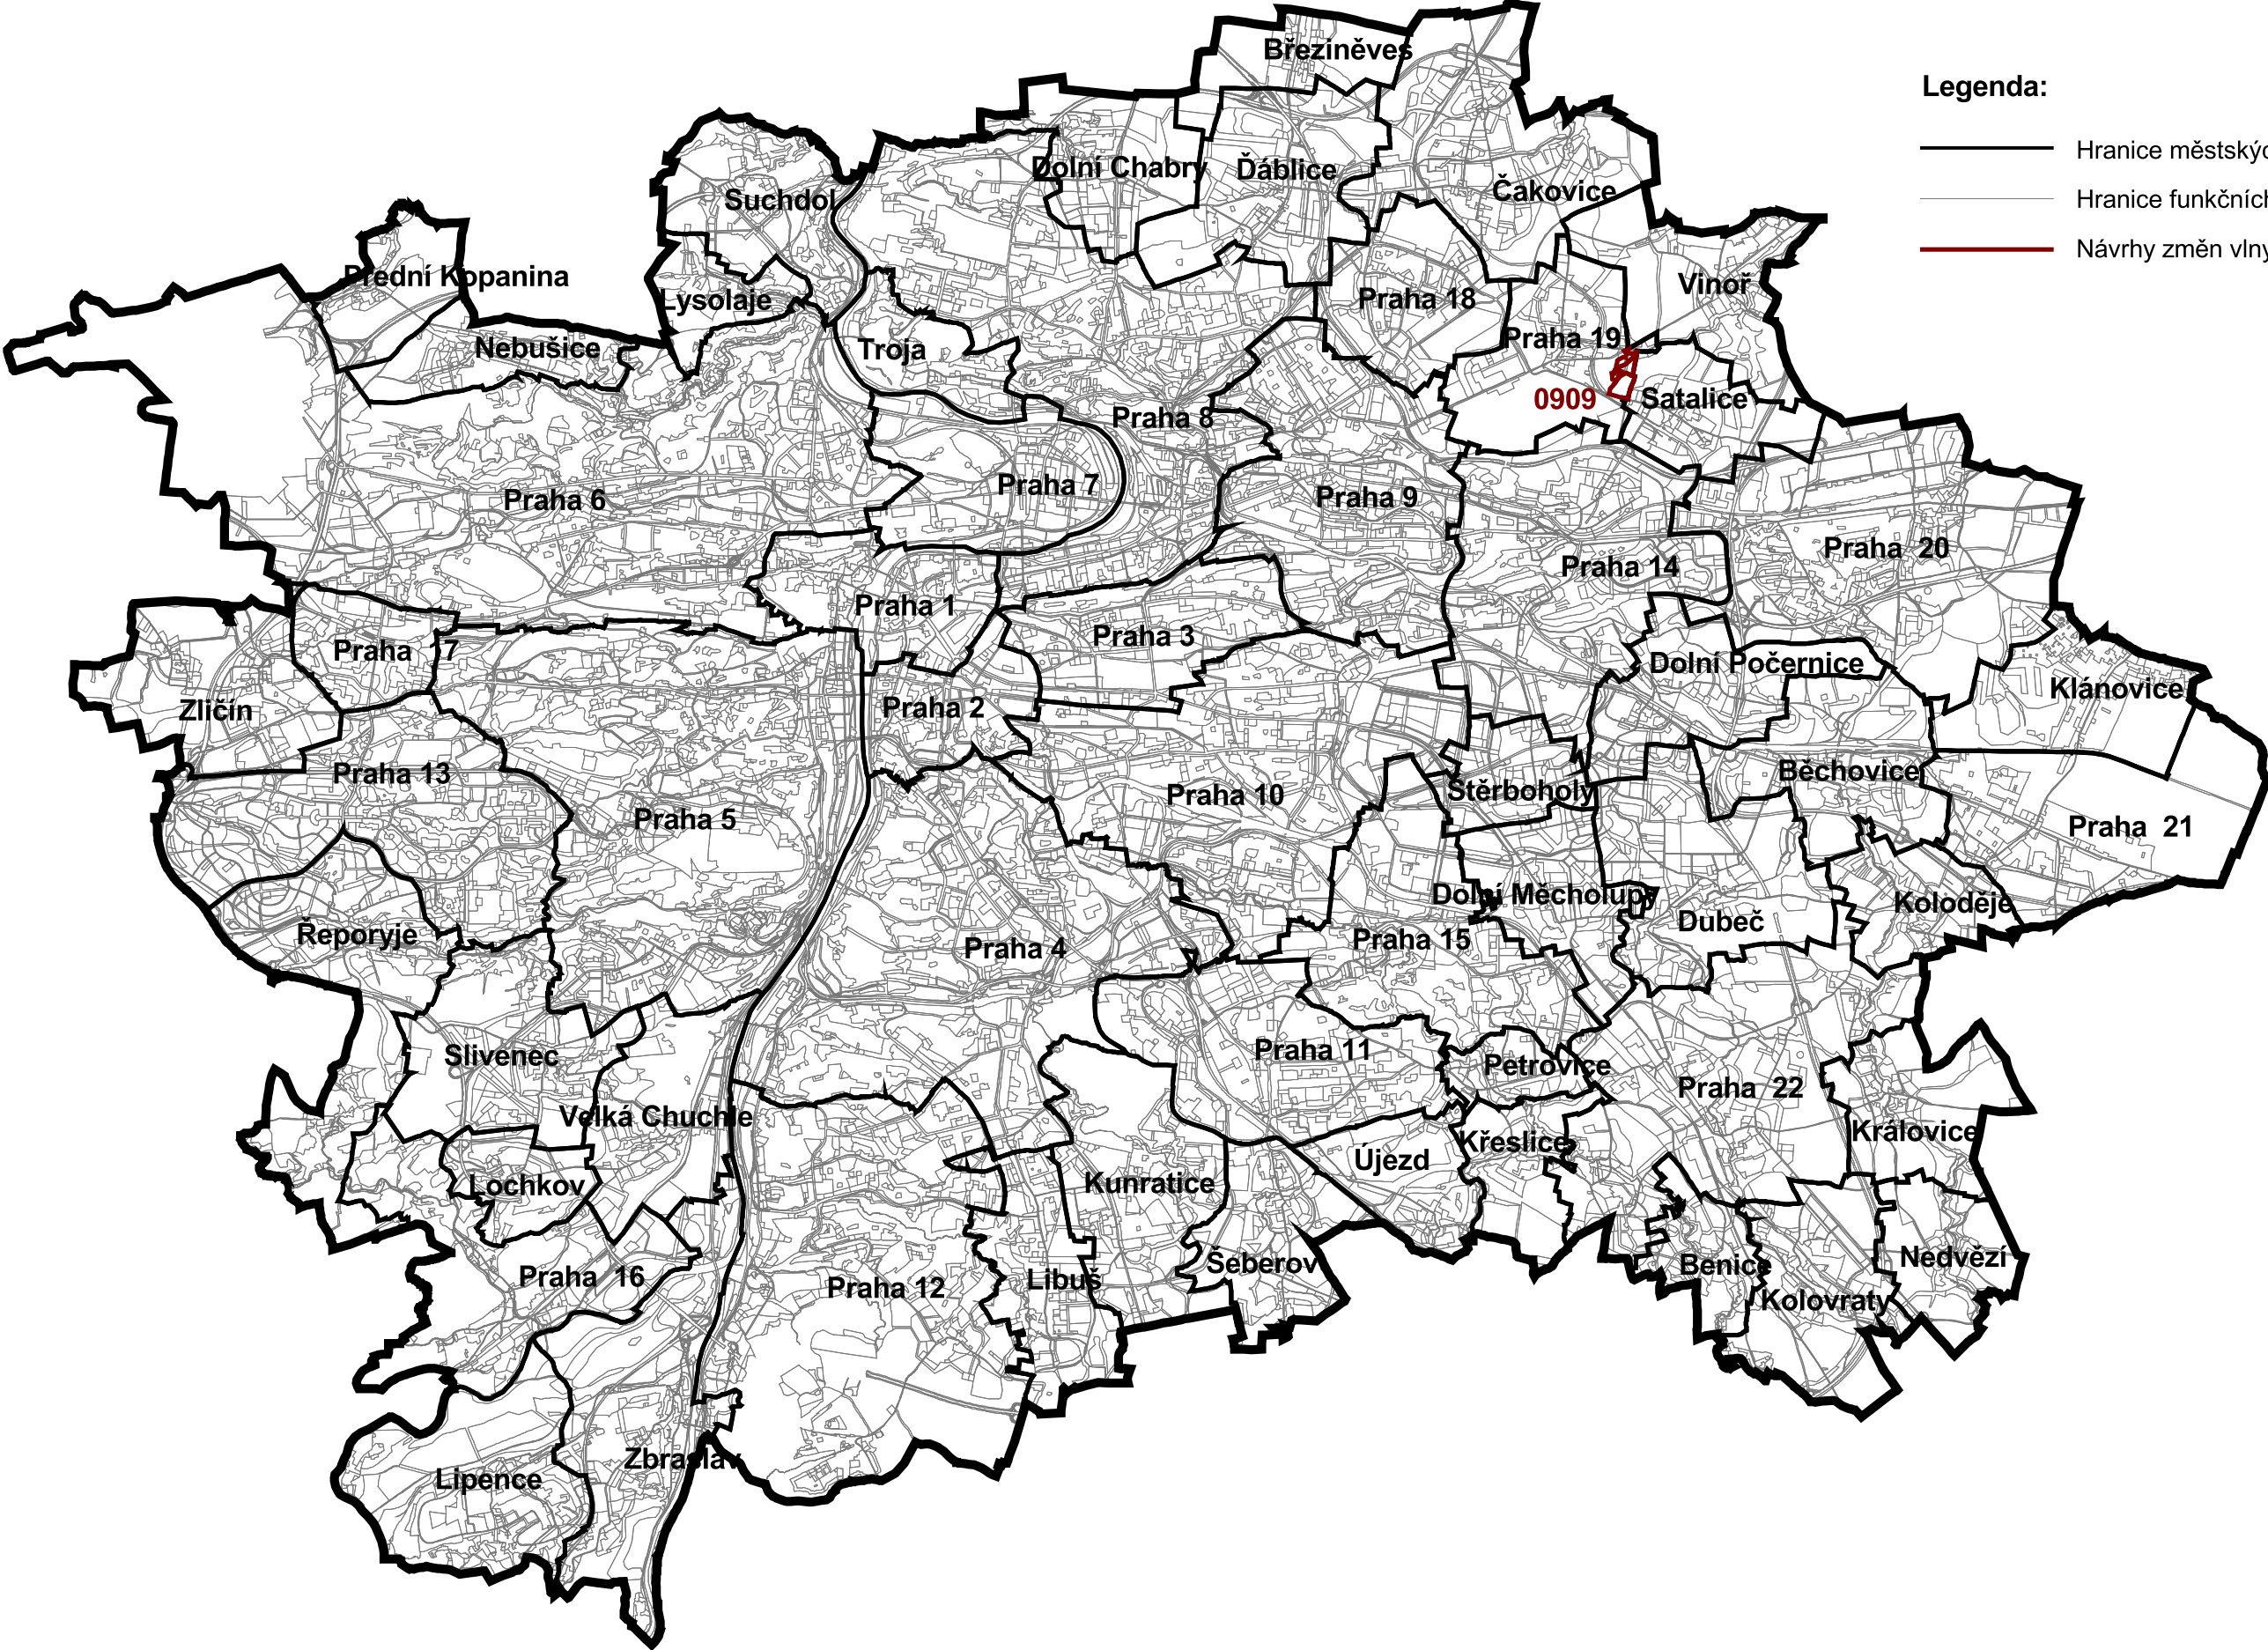 Březiněves
Legenda:
Hranice městskýc
Dolní Chabry
Ďáblice
Suchdol
Čakovice
Hranice funkčních
Návrhy změn vlny
Přední Kopanina
Vinoř
Lysolaje
Praha 18
Praha 19
Nebušice
Troja
0909
Satalice
Praha 8
Praha 7
Praha 6
Praha 9
Praha 20
Praha 14
Praha 1
Praha 3
Praha 17
Dolní Počernice
Klánovice
Zličín
Praha 2
Praha 13
Běchovice
Štěrboholy
Praha 10
Praha 5
Praha 21
Dolní Měcholupy
Koloděje
Dubeč
Řeporyje
Praha 15
Praha 4
Slivenec
Praha 11
Petrovice
Praha 22
Velká Chuchle
Královice
Křeslice
Újezd
Lochkov
Kunratice
Šeberov
Nedvězí
Benice
Praha 16
Libuš
Praha 12
Kolovraty
Zbraslav
Lipence